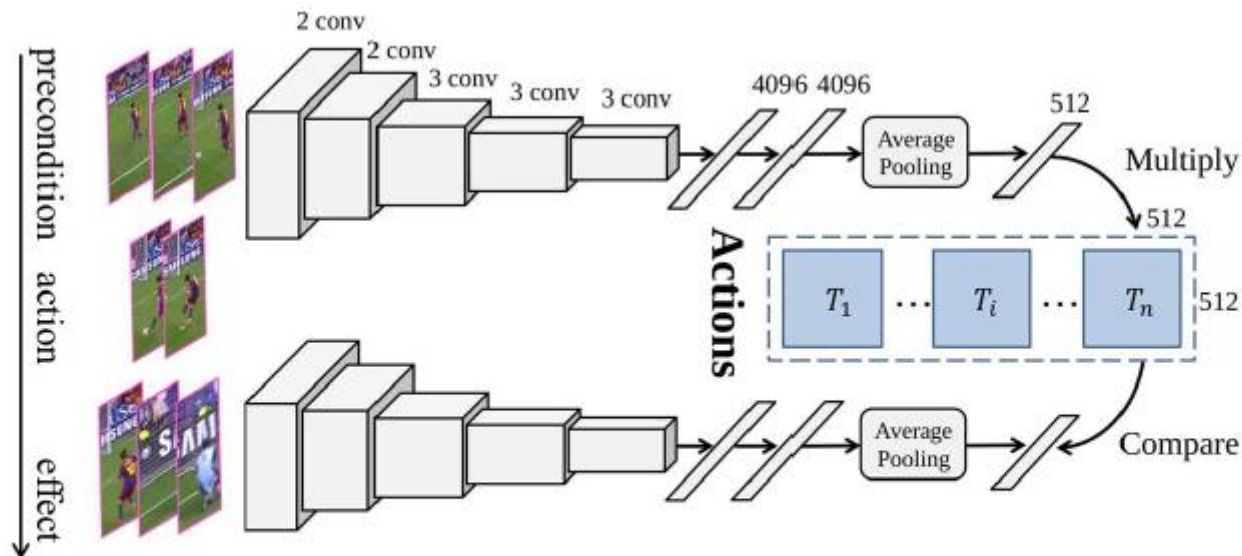 precondition
action
effect
2 conv
2 conv
3 conv
3 conv
3 conv
4096
4096
Average
Pooling
512
Multiply
512
Actions
T₁
...
Tᵢ
...
Tₙ
512
Average
Pooling
Compare